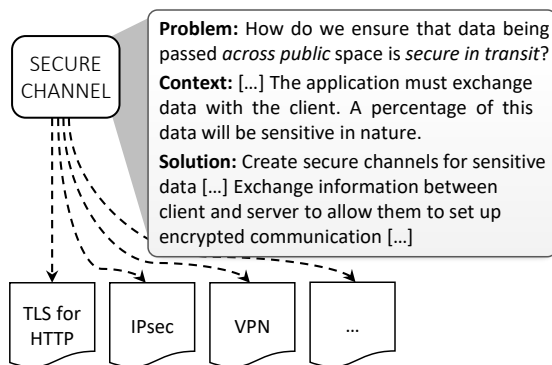 SECURE
CHANNEL
Problem: How do we ensure that data being
passed across public space is secure in transit?
Context: […] The application must exchange
data with the client. A percentage of this
data will be sensitive in nature.
Solution: Create secure channels for sensitive
data […] Exchange information between
client and server to allow them to set up
encrypted communication […]
TLS for
HTTP
IPsec
VPN
…